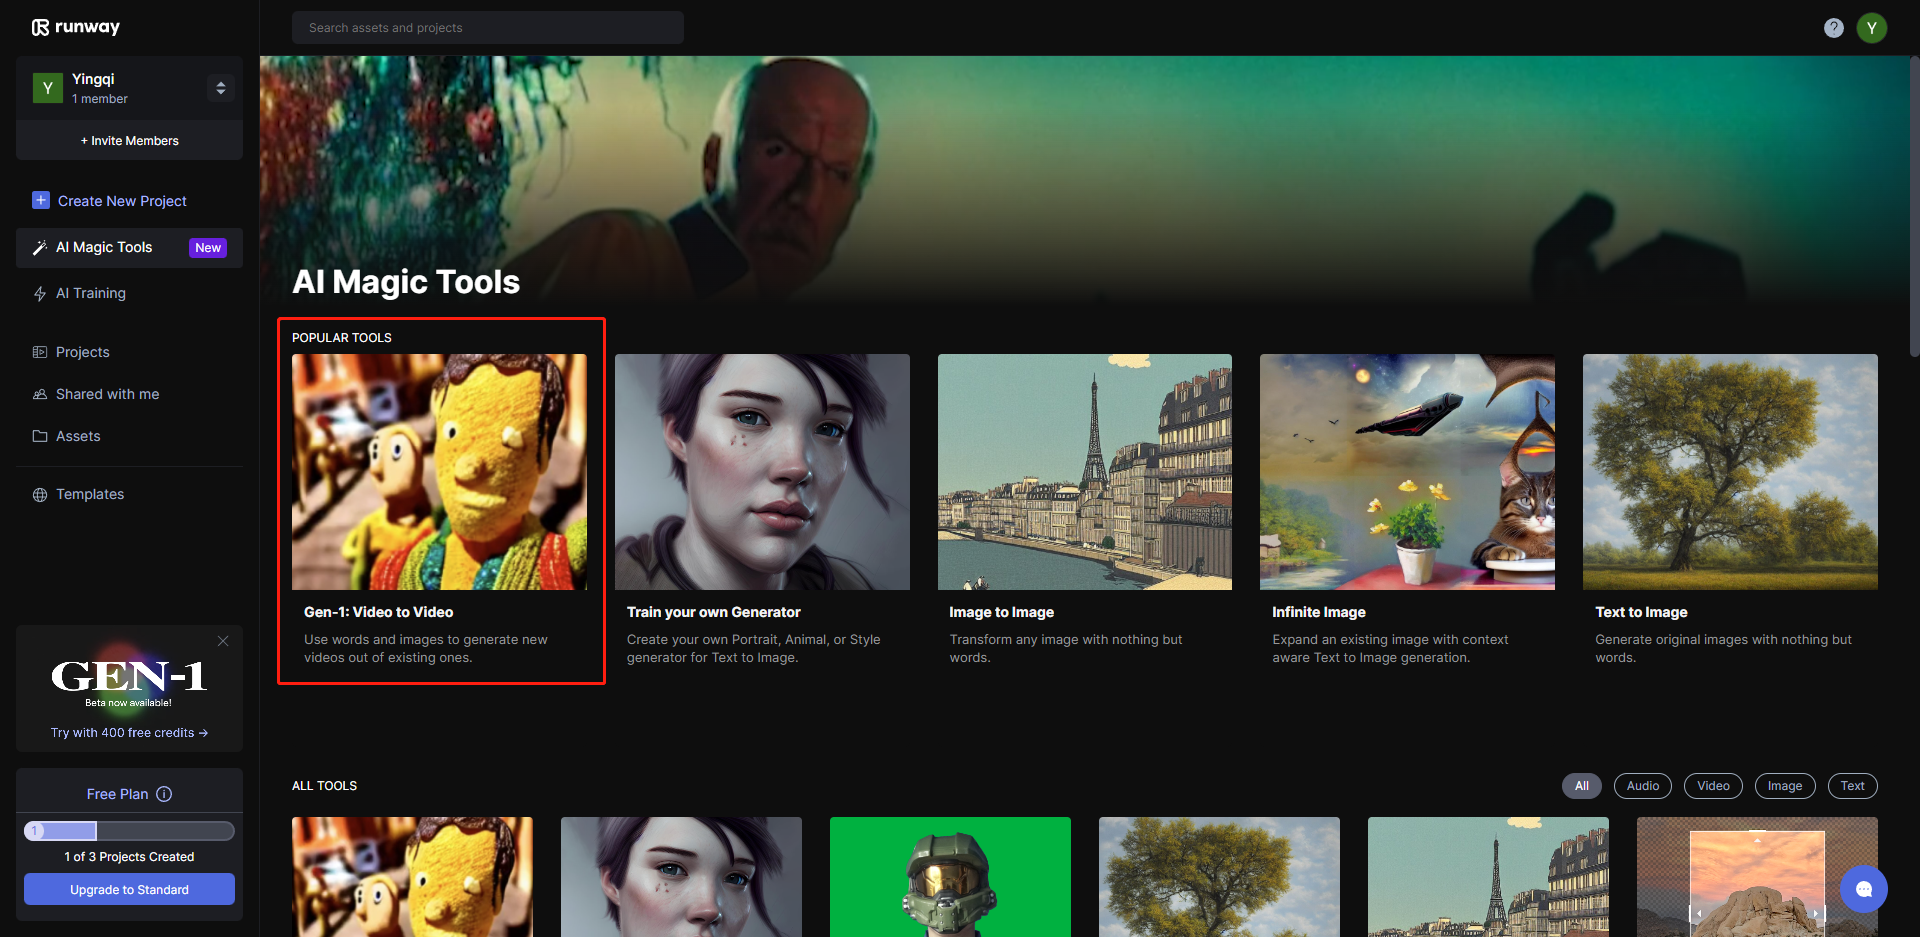 runway
Search assets and projects
?
Y
Y
Yingqi
1 member
+ Invite Members
Create New Project
AI Magic Tools
New
AI Training
Projects
Shared with me
Assets
Templates
GEN-1
Beta now available!
Try with 400 free credits →
Free Plan
1
1 of 3 Projects Created
Upgrade to Standard
AI Magic Tools
POPULAR TOOLS
Gen-1: Video to Video
Use words and images to generate new
videos out of existing ones.
Train your own Generator
Create your own Portrait, Animal, or Style
generator for Text to Image.
Image to Image
Transform any image with nothing but
words.
Infinite Image
Expand an existing image with context
aware Text to Image generation.
Text to Image
Generate original images with nothing but
words.
ALL TOOLS
All
Audio
Video
Image
Text